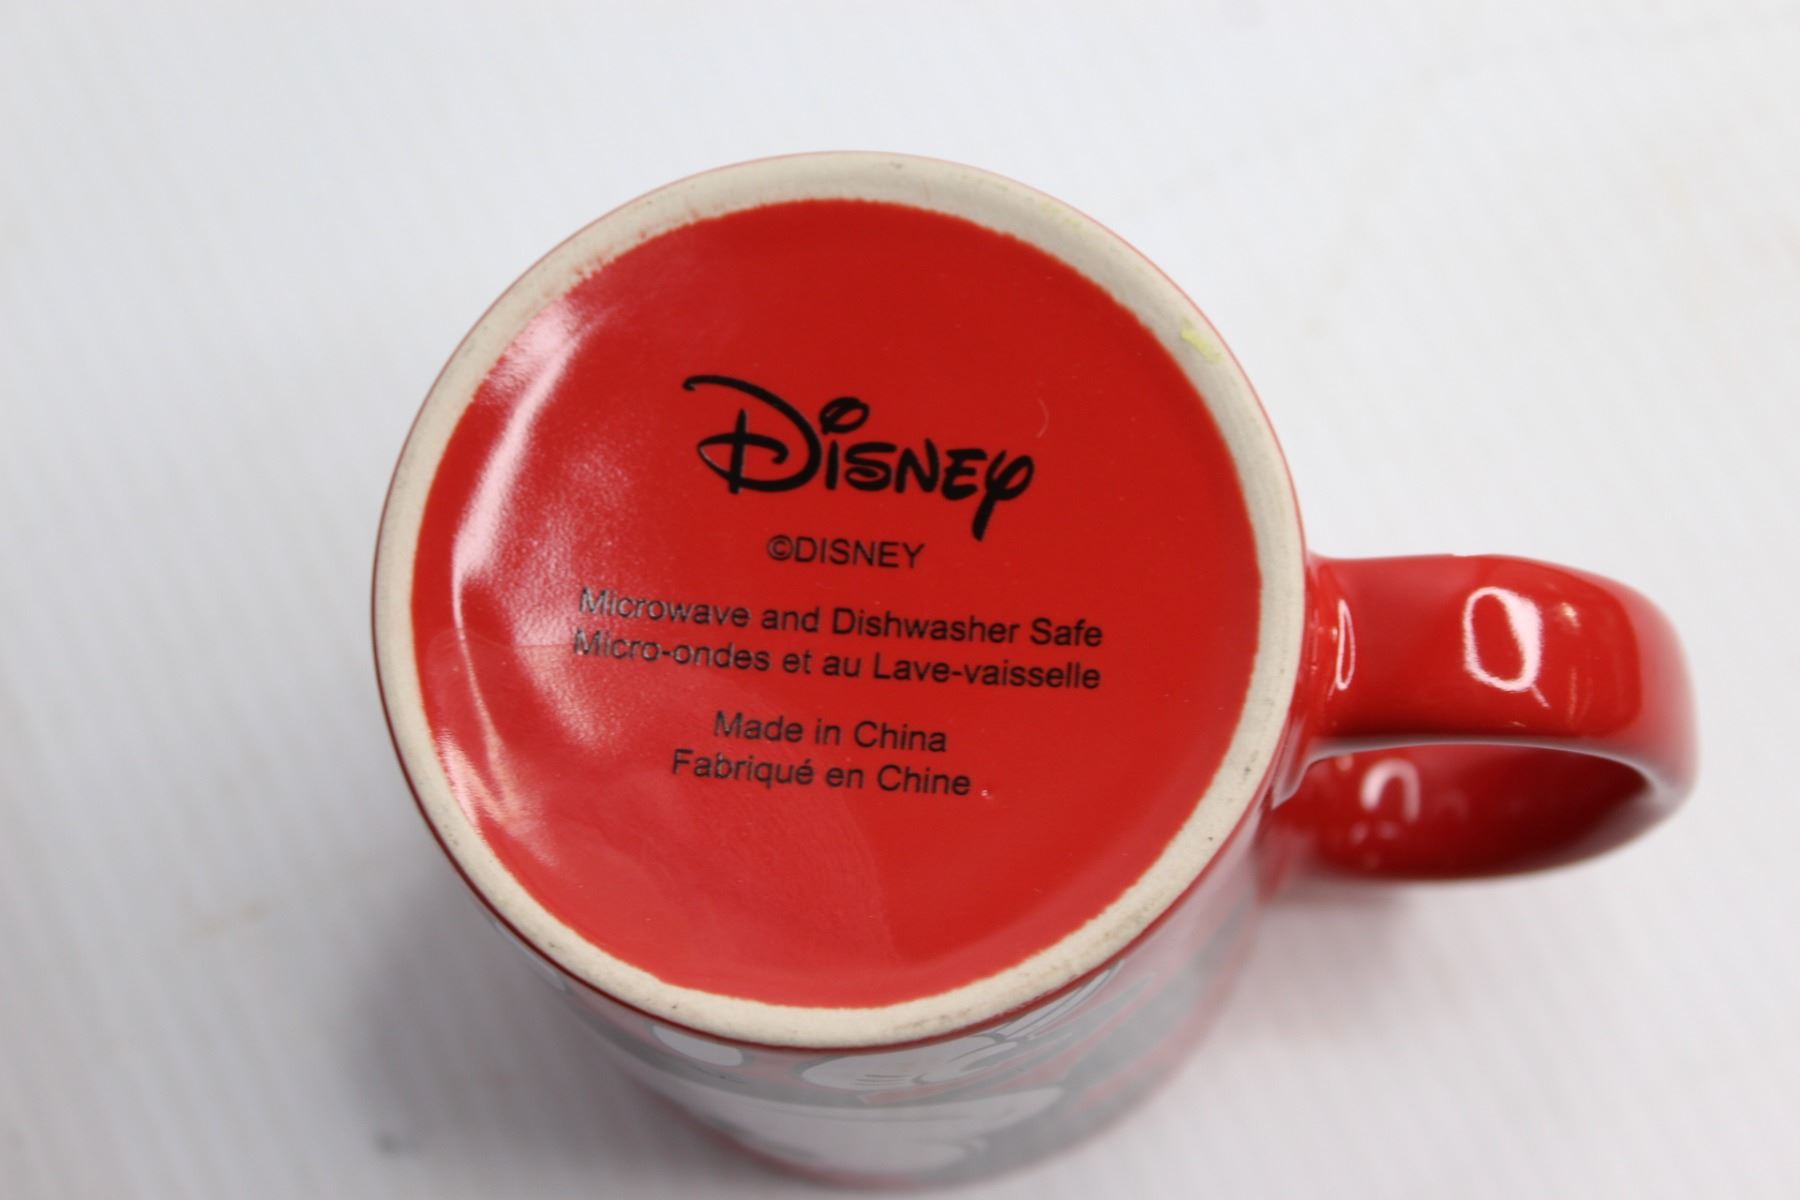 Disney
©DISNEY
Microwave and Dishwasher Safe
Micro-ondes et au Lave-vaisselle
Made in China
Fabriqué en Chine